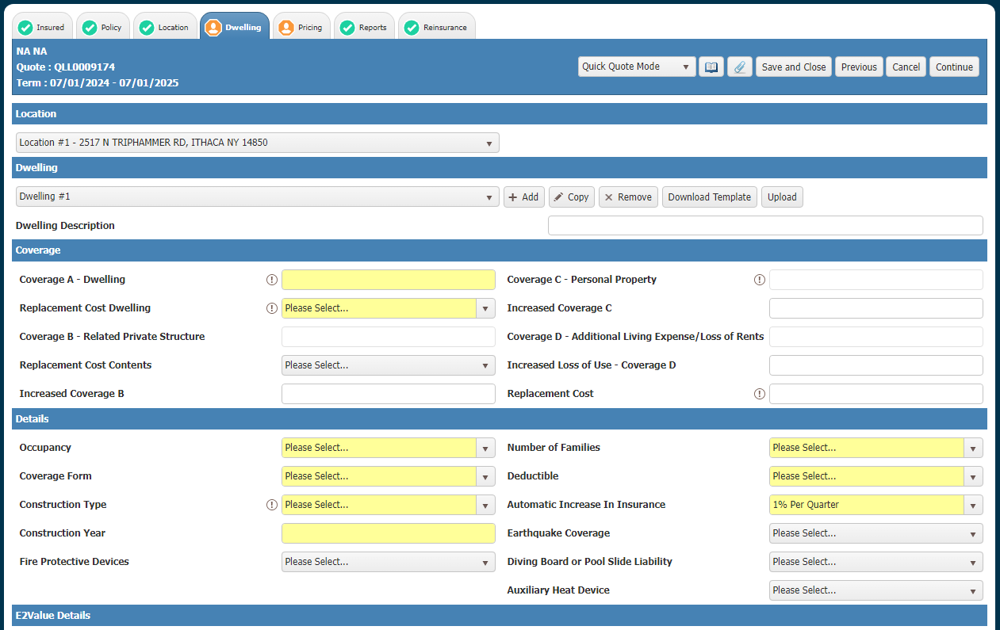 Insured Policy Location Dwelling Pricing Reports Reinsurance
NA NA
Quote : QLL0009174
Term : 07/01/2024 - 07/01/2025
Quick Quote Mode Save and Close Previous Cancel Continue
Location
Location #1 - 2517 N TRIPHAMMER RD, ITHACA NY 14850
Dwelling
Dwelling #1 Add Copy Remove Download Template Upload
Dwelling Description
Coverage
Coverage A - Dwelling Coverage C - Personal Property
Replacement Cost Dwelling Please Select... Increased Coverage C
Coverage B - Related Private Structure Coverage D - Additional Living Expense/Loss of Rents
Replacement Cost Contents Please Select... Increased Loss of Use - Coverage D
Increased Coverage B Replacement Cost
Details
Occupancy Please Select... Number of Families Please Select...
Coverage Form Please Select... Deductible Please Select...
Construction Type Please Select... Automatic Increase In Insurance 1% Per Quarter
Construction Year Earthquake Coverage Please Select...
Fire Protective Devices Please Select... Diving Board or Pool Slide Liability Please Select...
Auxiliary Heat Device Please Select...
E2Value Details